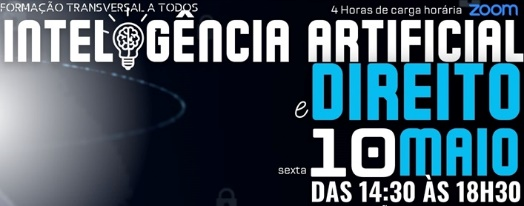 FORMAÇÃO TRANSVERSAL A TODOS
4 Horas de carga horária zoom
INTELIGÊNCIA ARTIFICIAL
e DIREITO
sexta 10 MAIO
DAS 14:30 ÀS 18H30